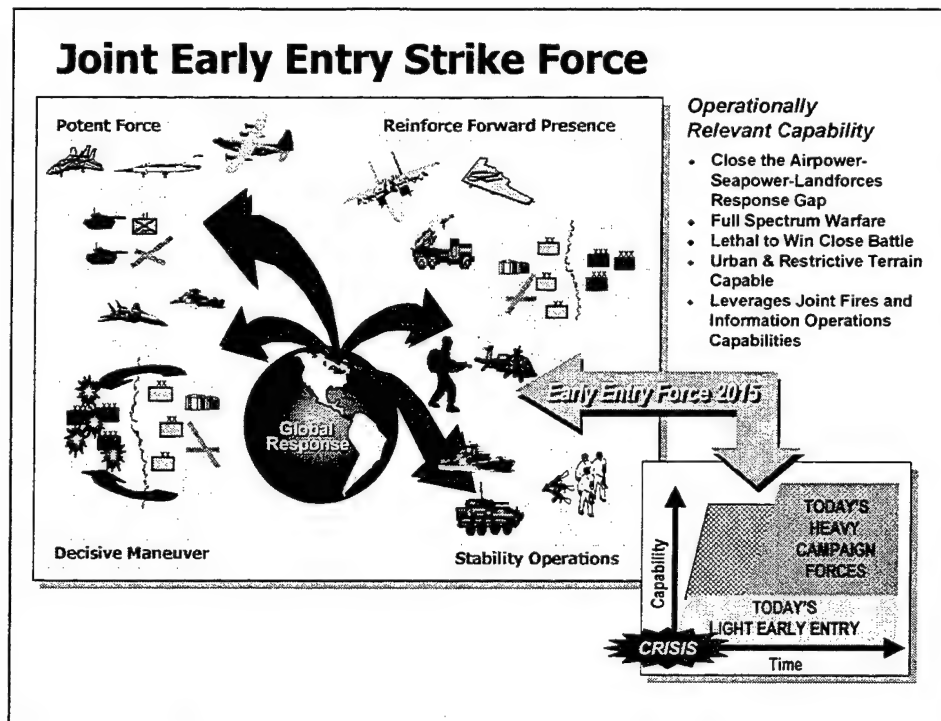 Joint Early Entry Strike Force
Potent Force
Reinforce Forward Presence
Global
Response
Decisive Maneuver
Stability Operations
Operationally
Relevant Capability
• Close the Airpower-
Seapower-Landforces
Response Gap
• Full Spectrum Warfare
• Lethal to Win Close Battle
• Urban & Restrictive Terrain
Capable
• Leverages Joint Fires and
Information Operations
Capabilities
Early Entry Force 2015
Capability
TODAY'S
HEAVY
CAMPAIGN
FORCES
TODAY'S
LIGHT EARLY ENTRY
CRISIS
Time